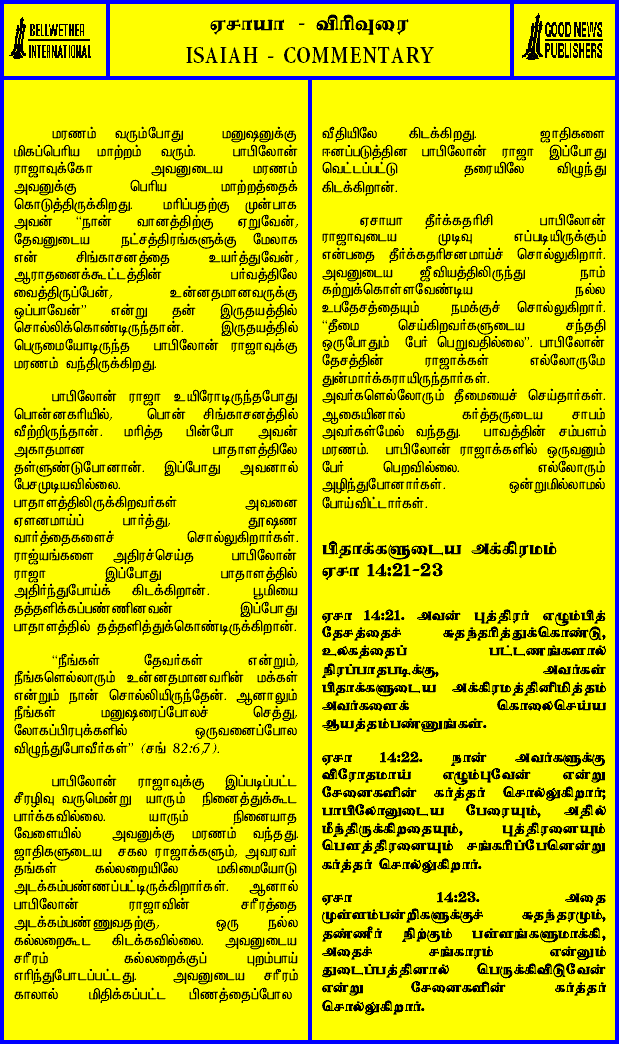 BELLWETHER
INTERNATIONAL
ஏசாயா - விரிவுரை
ISAIAH - COMMENTARY
GOOD NEWS
PUBLISHERS
மரணம் வரும்போது மனுஷனுக்கு
மிகப்பெரிய மாற்றம் வரும். பாபிலோன்
ராஜாவுக்கோ அவனுடைய மரணம்
அவனுக்கு பெரிய மாற்றத்தைக்
கொடுத்திருக்கிறது. மரிப்பதற்கு முன்பாக
அவன் “நான் வானத்திற்கு ஏறுவேன்,
தேவனுடைய நட்சத்திரங்களுக்கு மேலாக
என் சிங்காசனத்தை உயர்த்துவேன்,
ஆராதனைக்கூட்டத்தின் பர்வத்திலே
வைத்திருப்பேன், உன்னதமானவருக்கு
ஒப்பாவேன்” என்று தன் இருதயத்தில்
சொல்லிக்கொண்டிருந்தான். இருதயத்தில்
பெருமையோடிருந்த பாபிலோன் ராஜாவுக்கு
மரணம் வந்திருக்கிறது.
பாபிலோன் ராஜா உயிரோடிருந்தபோது
பொன்னகரியில், பொன் சிங்காசனத்தில்
வீற்றிருந்தான். மரித்த பின்போ அவன்
அகாதமான பாதாளத்திலே
தள்ளுண்டுபோனான். இப்போது அவனால்
பேசமுடியவில்லை.
பாதாளத்திலிருக்கிறவர்கள் அவனை
ஏளனமாய்ப் பார்த்து, தூஷண
வார்த்தைகளைச் சொல்லுகிறார்கள்.
ராஜ்யங்களை அதிரச்செய்த பாபிலோன்
ராஜா இப்போது பாதாளத்தில்
அதிர்ந்துபோய்க் கிடக்கிறான். பூமியை
தத்தளிக்கப்பண்ணினவன் இப்போது
பாதாளத்தில் தத்தளித்துக்கொண்டிருக்கிறான்.
“நீங்கள் தேவர்கள் என்றும்,
நீங்களெல்லாரும் உன்னதமானவரின் மக்கள்
என்றும் நான் சொல்லியிருந்தேன். ஆனாலும்
நீங்கள் மனுஷரைப்போலச் செத்து,
லோகப்பிரபுக்களில் ஒருவனைப்போல
விழுந்துபோவீர்கள்” (சங் 82:6,7).
பாபிலோன் ராஜாவுக்கு இப்படிப்பட்ட
சீரழிவு வருமென்று யாரும் நினைத்துக்கூட
பார்க்கவில்லை. யாரும் நினையாத
வேளையில் அவனுக்கு மரணம் வந்தது.
ஜாதிகளுடைய சகல ராஜாக்களும், அவரவர்
தங்கள் கல்லறையிலே மகிமையோடு
அடக்கம்பண்ணப்பட்டிருக்கிறார்கள். ஆனால்
பாபிலோன் ராஜாவின் சரீரத்தை
அடக்கம்பண்ணுவதற்கு, ஒரு நல்ல
கல்லறைகூட கிடக்கவில்லை. அவனுடைய
சரீரம் கல்லறைக்குப் புறம்பாய்
எரிந்துபோடப்பட்டது. அவனுடைய சரீரம்
காலால் மிதிக்கப்பட்ட பிணத்தைப்போல
வீதியிலே கிடக்கிறது. ஜாதிகளை
ஈனப்படுத்தின பாபிலோன் ராஜா இப்போது
வெட்டப்பட்டு தரையிலே விழுந்து
கிடக்கிறான்.
ஏசாயா தீர்க்கதரிசி பாபிலோன்
ராஜாவுடைய முடிவு எப்படியிருக்கும்
என்பதை தீர்க்கதரிசனமாய்ச் சொல்லுகிறார்.
அவனுடைய ஜீவியத்திலிருந்து நாம்
கற்றுக்கொள்ளவேண்டிய நல்ல
உபதேசத்தையும் நமக்குச் சொல்லுகிறார்.
“தீமை செய்கிறவர்களுடைய சந்ததி
ஒருபோதும் பேர் பெறுவதில்லை”. பாபிலோன்
தேசத்தின் ராஜாக்கள் எல்லோருமே
துன்மார்க்கராயிருந்தார்கள்.
அவர்களெல்லோரும் தீமையைச் செய்தார்கள்.
ஆகையினால் கர்த்தருடைய சாபம்
அவர்கள்மேல் வந்தது. பாவத்தின் சம்பளம்
மரணம். பாபிலோன் ராஜாக்களில் ஒருவனும்
பேர் பெறவில்லை. எல்லோரும்
அழிந்துபோனார்கள். ஒன்றுமில்லாமல்
போய்விட்டார்கள்.
பிதாக்களுடைய அக்கிரமம்
ஏசா 14:21-23
ஏசா 14:21. அவன் புத்திரர் எழும்பித்
தேசத்தைச் சுதந்தரித்துக்கொண்டு,
உலகத்தைப் பட்டணங்களால்
நிரப்பாதபடிக்கு, அவர்கள்
பிதாக்களுடைய அக்கிரமத்தினிமித்தம்
அவர்களைக் கொலைசெய்ய
ஆயத்தம்பண்ணுங்கள்.
ஏசா 14:22. நான் அவர்களுக்கு
விரோதமாய் எழும்புவேன் என்று
சேனைகளின் கர்த்தர் சொல்லுகிறார்;
பாபிலோனுடைய பேரையும், அதில்
மீந்திருக்கிறதையும், புத்திரனையும்
பௌத்திரனையும் சங்கரிப்பேனென்று
கர்த்தர் சொல்லுகிறார்.
ஏசா 14:23. அதை
முள்ளம்பன்றிகளுக்குச் சுதந்தரமும்,
தண்ணீர் நிற்கும் பள்ளங்களுமாக்கி,
அதைச் சங்காரம் என்னும்
துடைப்பத்தினால் பெருக்கிவிடுவேன்
என்று சேனைகளின் கர்த்தர்
சொல்லுகிறார்.